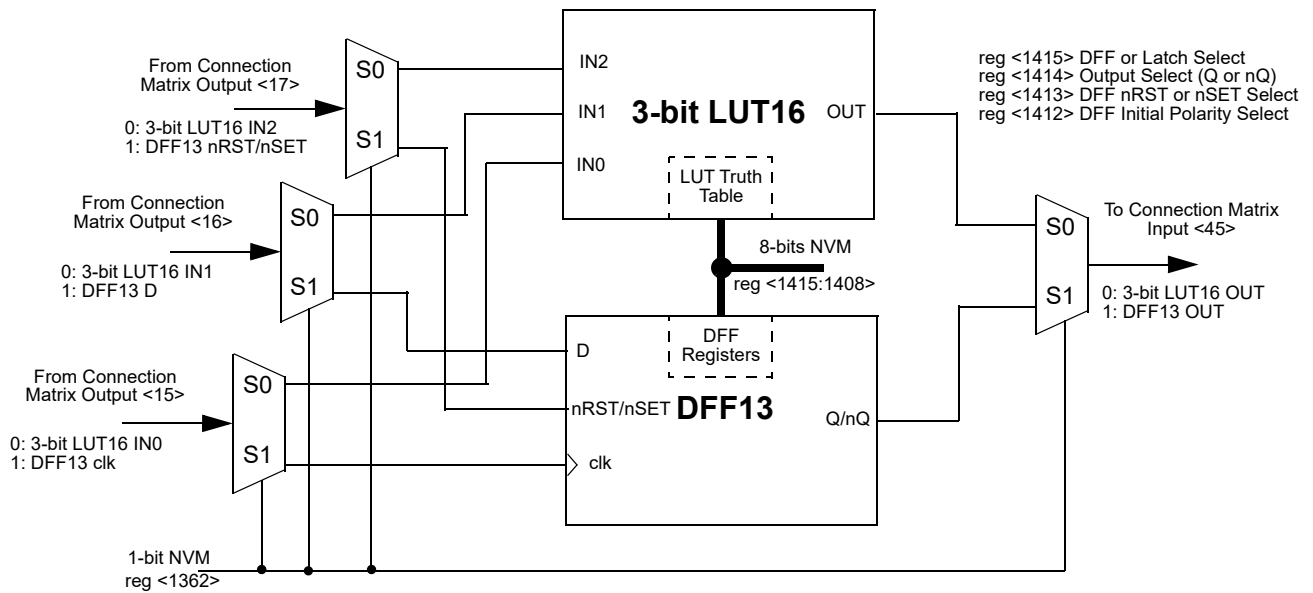 From Connection
Matrix Output <17>
0: 3-bit LUT16 IN2
1: DFF13 nRST/nSET
S0
S1
From Connection
Matrix Output <16>
0: 3-bit LUT16 IN1
1: DFF13 D
S0
S1
From Connection
Matrix Output <15>
0: 3-bit LUT16 IN0
1: DFF13 clk
S0
S1
1-bit NVM
reg <1362>
IN2
IN1
IN0
3-bit LUT16
OUT
LUT Truth
Table
8-bits NVM
reg <1415:1408>
DFF
Registers
D
nRST/nSET
DFF13
Q/nQ
clk
reg <1415> DFF or Latch Select
reg <1414> Output Select (Q or nQ)
reg <1413> DFF nRST or nSET Select
reg <1412> DFF Initial Polarity Select
S0
S1
To Connection Matrix
Input <45>
0: 3-bit LUT16 OUT
1: DFF13 OUT